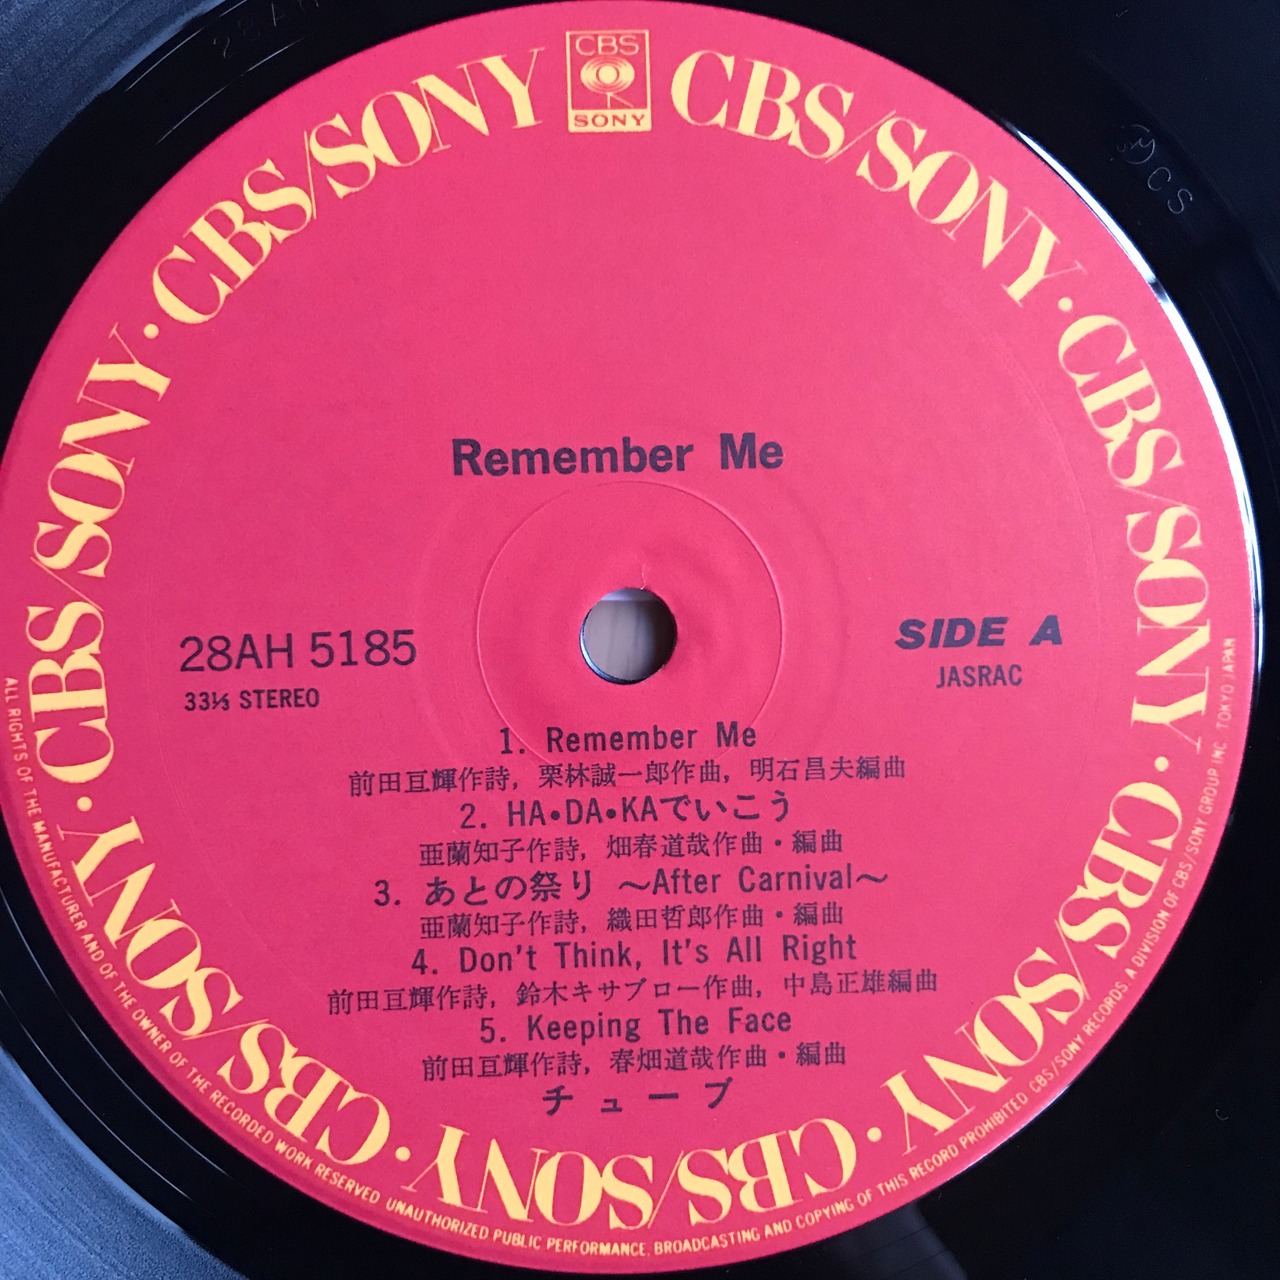 CBS
SONY
CBS/SONY · CBS/SONY · CBS/SONY · CBS/SONY · CBS/SONY · CBS/SONY · CBS/SONY · CBS/SONY
Remember Me
28AH 5185
33⅓ STEREO
SIDE A
JASRAC
1. Remember Me
前田亘輝作詩, 栗林誠一郎作曲, 明石昌夫編曲
2. HA•DA•KAでいこう
亜蘭知子作詩, 畑春道哉作曲・編曲
3. あとの祭り ～After Carnival～
亜蘭知子作詩, 織田哲郎作曲・編曲
4. Don't Think, It's All Right
前田亘輝作詩, 鈴木キサブロー作曲, 中島正雄編曲
5. Keeping The Face
前田亘輝作詩, 春畑道哉作曲・編曲
チューブ
ALL RIGHTS OF THE MANUFACTURER AND OF THE OWNER OF THE RECORDED WORK RESERVED UNAUTHORIZED PUBLIC PERFORMANCE, BROADCASTING AND COPYING OF THIS RECORD PROHIBITED CBS/SONY RECORDS. A DIVISION OF CBS/SONY GROUP INC. TOKYO JAPAN